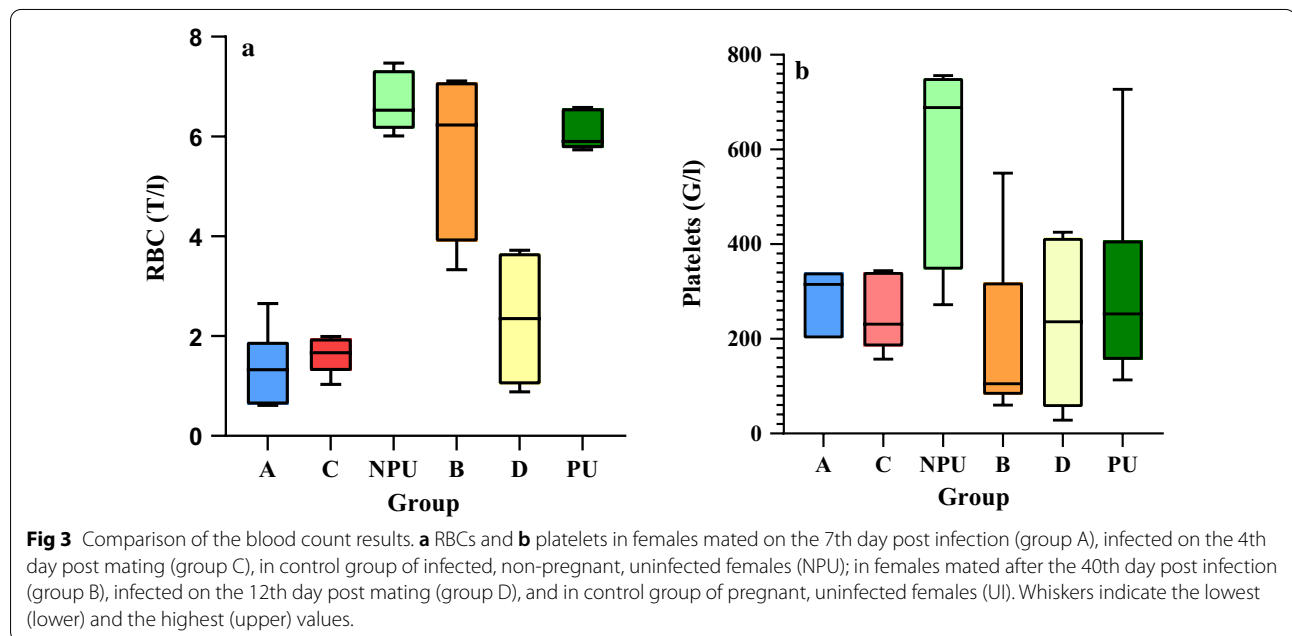 a
RBC (T/l)
8
6
4
2
0
A C NPU B D PU
Group
b
Platelets (G/l)
800
600
400
200
0
A C NPU B D PU
Group
Fig 3 Comparison of the blood count results. a RBCs and b platelets in females mated on the 7th day post infection (group A), infected on the 4th
day post mating (group C), in control group of infected, non-pregnant, uninfected females (NPU); in females mated after the 40th day post infection
(group B), infected on the 12th day post mating (group D), and in control group of pregnant, uninfected females (UI). Whiskers indicate the lowest
(lower) and the highest (upper) values.